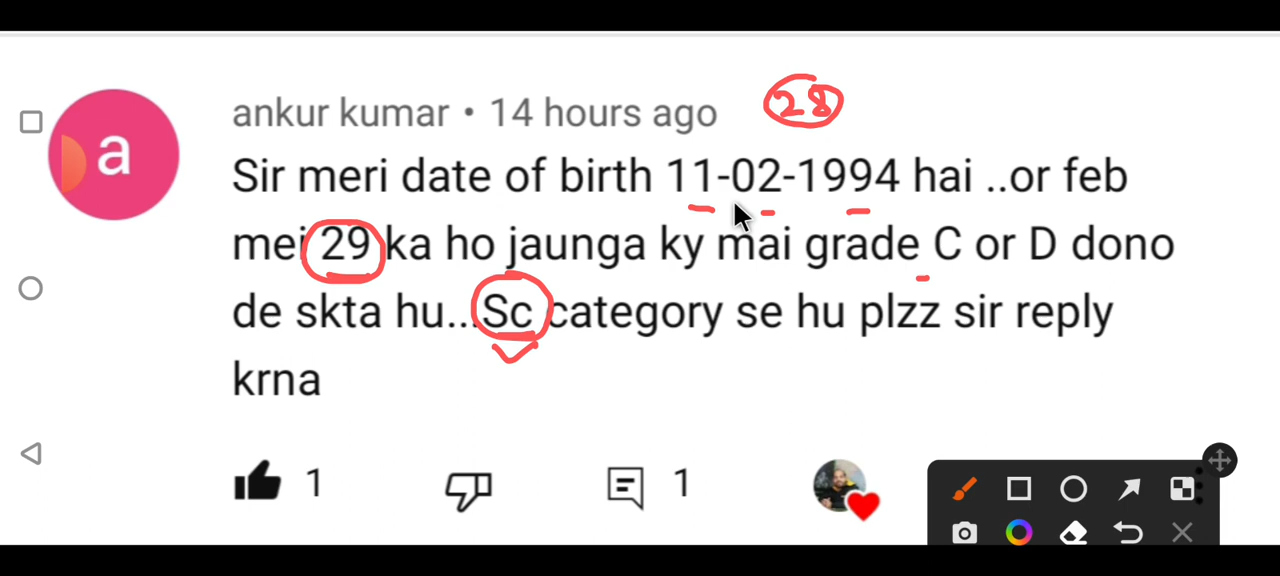 a
ankur kumar • 14 hours ago
28
Sir meri date of birth 11-02-1994 hai ..or feb
mei 29 ka ho jaunga ky mai grade C or D dono
de skta hu...Sc category se hu plzz sir reply
krna
1
1